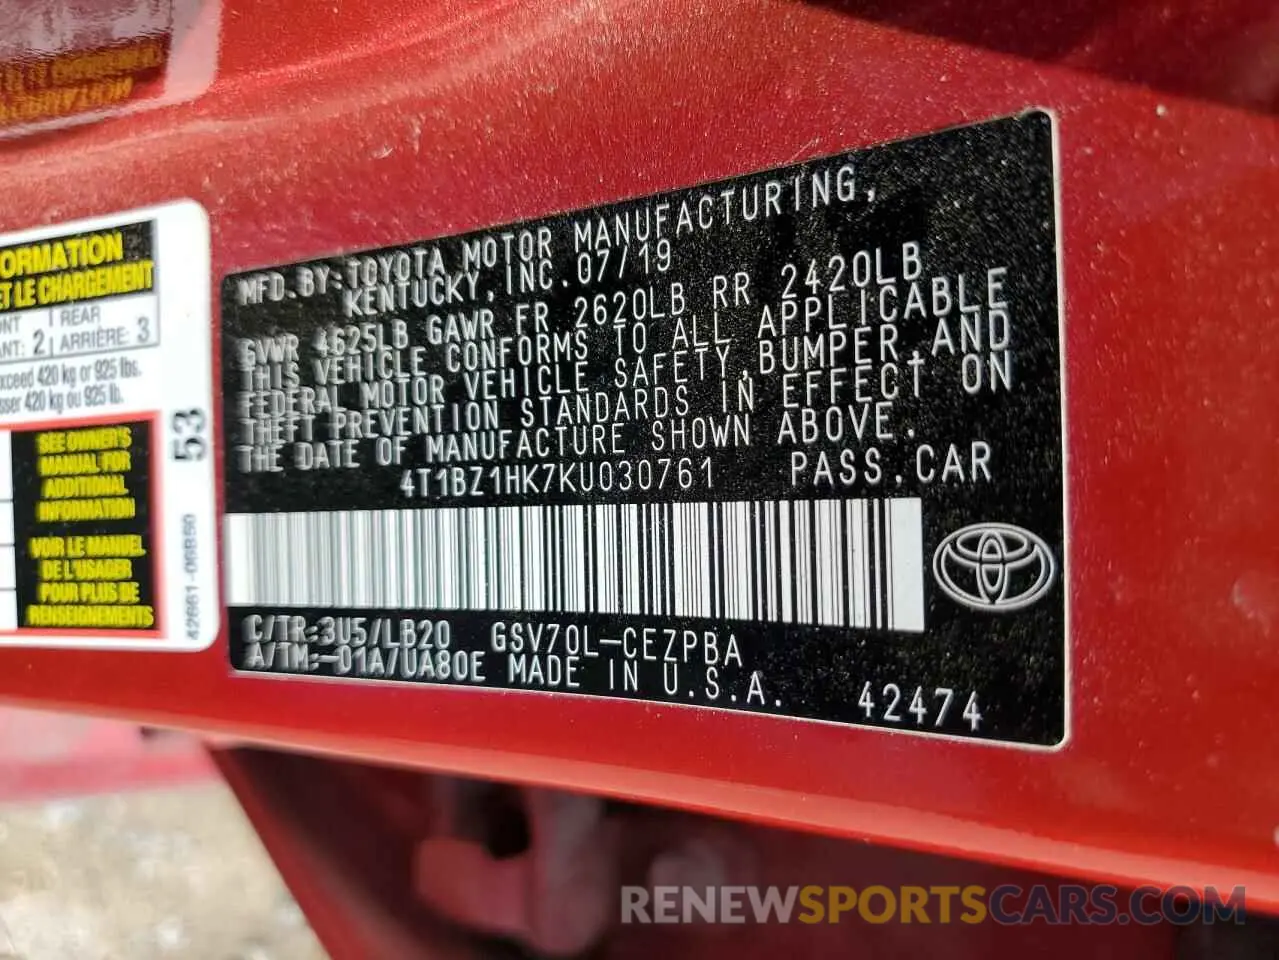 MFD. BY: TOYOTA MOTOR MANUFACTURING,
KENTUCKY, INC. 07/19
GVWR 4625LB GAWR FR 2620LB RR 2420LB
THIS VEHICLE CONFORMS TO ALL APPLICABLE
FEDERAL MOTOR VEHICLE SAFETY, BUMPER, AND
THEFT PREVENTION STANDARDS IN EFFECT ON
THE DATE OF MANUFACTURE SHOWN ABOVE.
4T1BZ1HK7KU030761 PASS. CAR
C/TR: 3U5/LB20 GSV70L-CEZPBA
A/TM:-01A/UA80E MADE IN U.S.A. 42474
ORMATION
ET LE CHARGEMENT
REAR
2 ARRIÈRE: 3
420 kg or 925 lbs.
420 kg ou 925 lb.
53
SEE OWNER'S
MANUAL FOR
ADDITIONAL
INFORMATION
VOIR LE MANUEL
DE L'USAGER
POUR PLUS DE
RENSEIGNEMENTS
42661-06B50
RENEWSPORTSCARS.COM